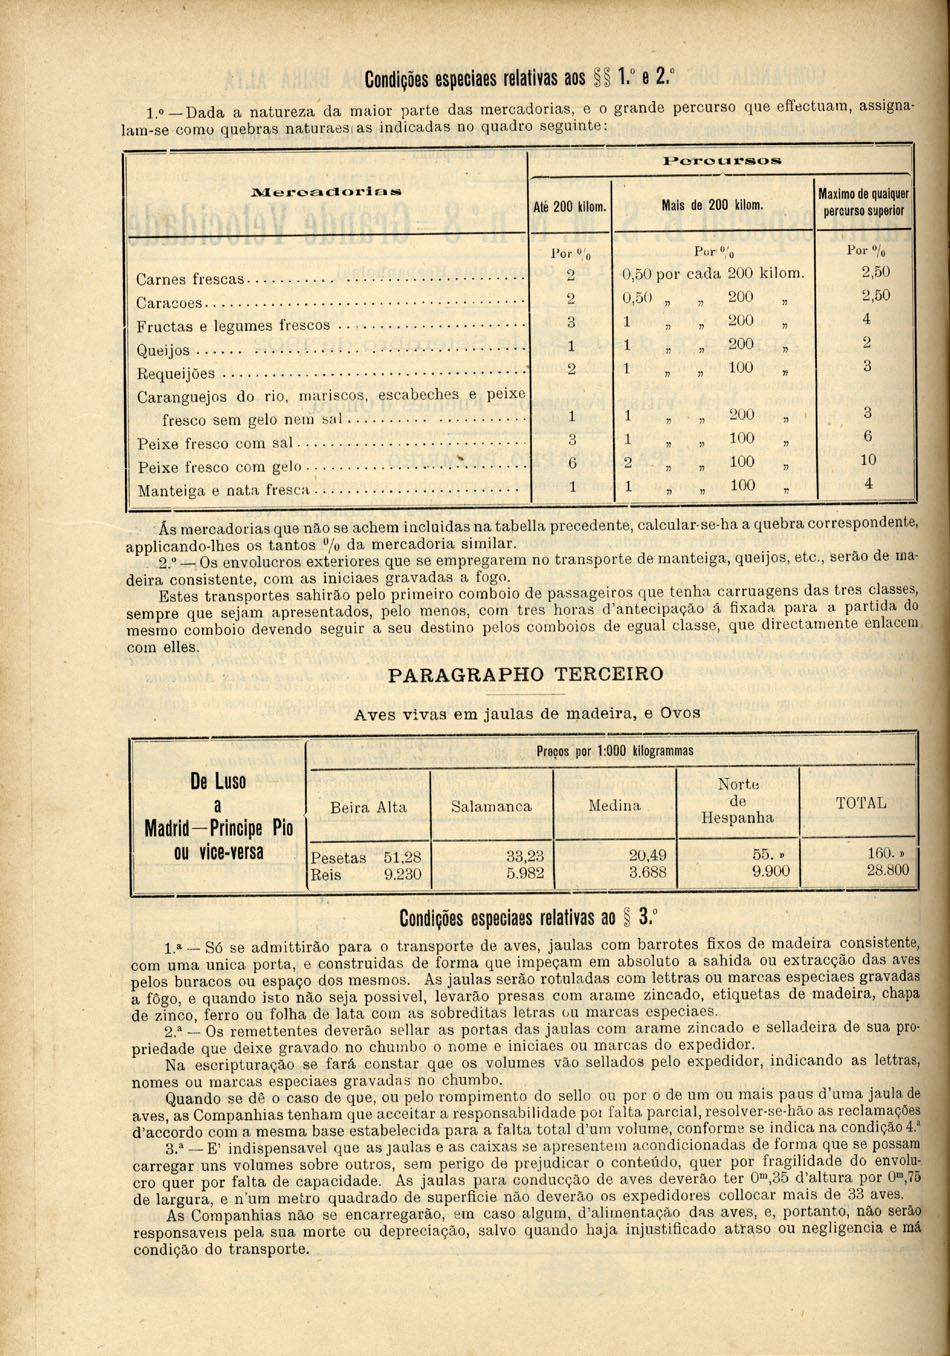 Condições especiaes relativas aos §§ 1.º e 2.º
1.º — Dada a natureza da maior parte das mercadorias, e o grande percurso que effectuam, assigna-
lam-se como quebras naturaes as indicadas no quadro seguinte:
Mercadorias
Percursos
Até 200 kilom.
Mais de 200 kilom.
Maximo de qualquer
percurso superior
Por % Por % Por %
Carnes frescas 2 0,50 por cada 200 kilom. 2,50
Caracoes 2 0,50 „ „ 200 „ 2,50
Fructas e legumes frescos 3 1 „ „ 200 „ 4
Queijos 1 1 „ „ 200 „ 2
Requeijões 2 1 „ „ 100 „ 3
Caranguejos do rio, mariscos, escabeches e peixe
fresco sem gelo nem sal 1 1 „ „ 200 „ 3
Peixe fresco com sal 3 1 „ „ 100 „ 6
Peixe fresco com gelo 6 2 „ „ 100 „ 10
Manteiga e nata fresca 1 1 „ „ 100 „ 4
Ás mercadorias que não se achem incluidas na tabella precedente, calcular-se-ha a quebra correspondente,
applicando-lhes os tantos % da mercadoria similar.
2.º — Os envolucros exteriores que se empregarem no transporte de manteiga, queijos, etc., serão de ma-
deira consistente, com as iniciaes gravadas a fogo.
Estes transportes sahirão pelo primeiro comboio de passageiros que tenha carruagens das tres classes,
sempre que sejam apresentados, pelo menos, com tres horas d'antecipação á fixada para a partida do
mesmo comboio devendo seguir a seu destino pelos comboios de egual classe, que directamente enlacem
com elles.
PARAGRAPHO TERCEIRO
Aves vivas em jaulas de madeira, e Ovos
De Luso
a
Madrid—Principe Pio
ou vice-versa
Preços por 1:000 kilogrammas
Beira Alta
Salamanca
Medina
Norte
de
Hespanha
TOTAL
Pesetas 51,28 33,23 20,49 55. » 160. »
Reis 9.230 5.982 3.688 9.900 28.800
Condições especiaes relativas ao § 3.º
1.ª — Só se admittirão para o transporte de aves, jaulas com barrotes fixos de madeira consistente,
com uma unica porta, e construidas de forma que impeçam em absoluto a sahida ou extracção das aves
pelos buracos ou espaço dos mesmos. As jaulas serão rotuladas com lettras ou marcas especiaes gravadas
a fôgo, e quando isto não seja possivel, levarão presas com arame zincado, etiquetas de madeira, chapa
de zinco, ferro ou folha de lata com as sobreditas letras ou marcas especiaes.
2.ª — Os remettentes deverão sellar as portas das jaulas com arame zincado e selladeira de sua pro-
priedade que deixe gravado no chumbo o nome e iniciaes ou marcas do expedidor.
Na escripturação se fará constar que os volumes vão sellados pelo expedidor, indicando as lettras,
nomes ou marcas especiaes gravadas no chumbo.
Quando se dê o caso de que, ou pelo rompimento do sello ou por o de um ou mais paus d'uma jaula de
aves, as Companhias tenham que acceitar a responsabilidade por falta parcial, resolver-se-hão as reclamações
d'accordo com a mesma base estabelecida para a falta total d'um volume, conforme se indica na condição 4.ª
3.ª — E' indispensavel que as jaulas e as caixas se apresentem acondicionadas de forma que se possam
carregar uns volumes sobre outros, sem perigo de prejudicar o conteúdo, quer por fragilidade do envolu-
cro quer por falta de capacidade. As jaulas para conducção de aves deverão ter 0m,35 d'altura por 0m,75
de largura, e n'um metro quadrado de superficie não deverão os expedidores collocar mais de 33 aves.
As Companhias não se encarregarão, em caso algum, d'alimentação das aves, e, portanto, não serão
responsaveis pela sua morte ou depreciação, salvo quando haja injustificado atraso ou negligencia e má
condição do transporte.